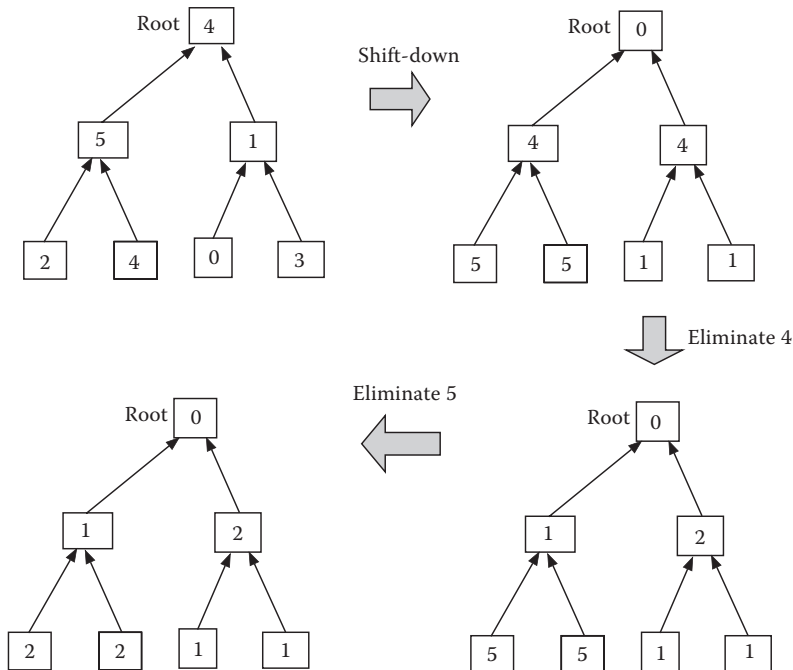 Root 4
5 1
2 4 0 3
Shift-down
Root 0
4 4
5 5 1 1
Eliminate 4
Root 0
1 2
5 5 1 1
Eliminate 5
Root 0
1 2
2 2 1 1